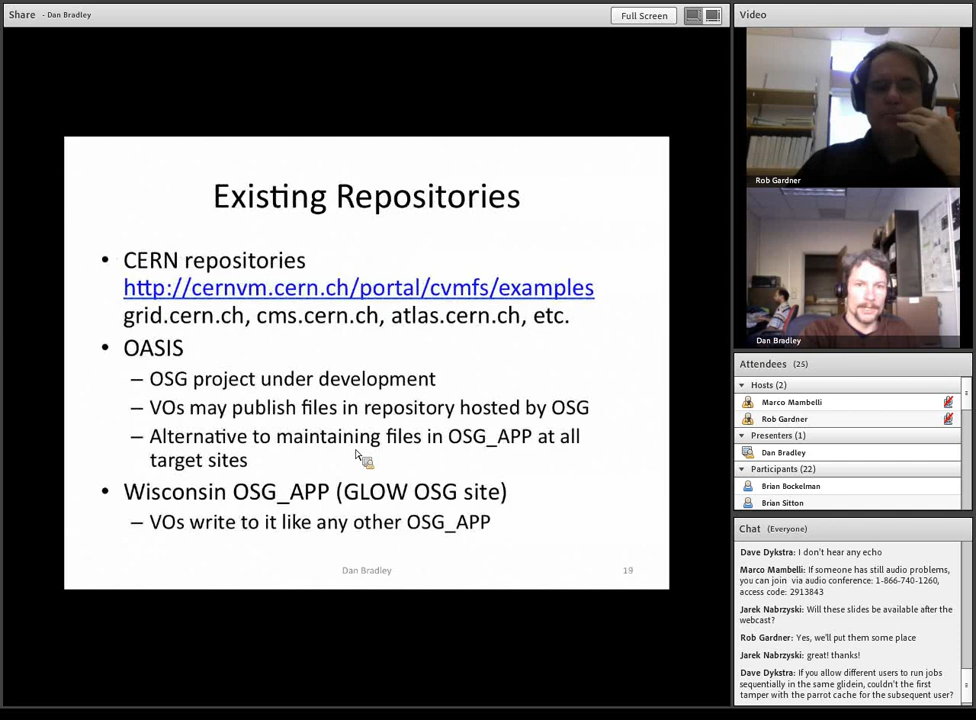 Share - Dan Bradley
Full Screen
Existing Repositories
• CERN repositories
http://cernvm.cern.ch/portal/cvmfs/examples
grid.cern.ch, cms.cern.ch, atlas.cern.ch, etc.
• OASIS
– OSG project under development
– VOs may publish files in repository hosted by OSG
– Alternative to maintaining files in OSG_APP at all
target sites
• Wisconsin OSG_APP (GLOW OSG site)
– VOs write to it like any other OSG_APP
Dan Bradley
19
Video
Rob Gardner
Dan Bradley
Attendees (25)
Hosts (2)
Marco Mambelli
Rob Gardner
Presenters (1)
Dan Bradley
Participants (22)
Brian Bockelman
Brian Sitton
Chat (Everyone)
Dave Dykstra: I don't hear any echo
Marco Mambelli: If someone has still audio problems,
you can join via audio conference: 1-866-740-1260,
access code: 2913843
Jarek Nabrzyski: Will these slides be available after the
webcast?
Rob Gardner: Yes, we'll put them some place
Jarek Nabrzyski: great! thanks!
Dave Dykstra: If you allow different users to run jobs
sequentially in the same glidein, couldn't the first
tamper with the parrot cache for the subsequent user?